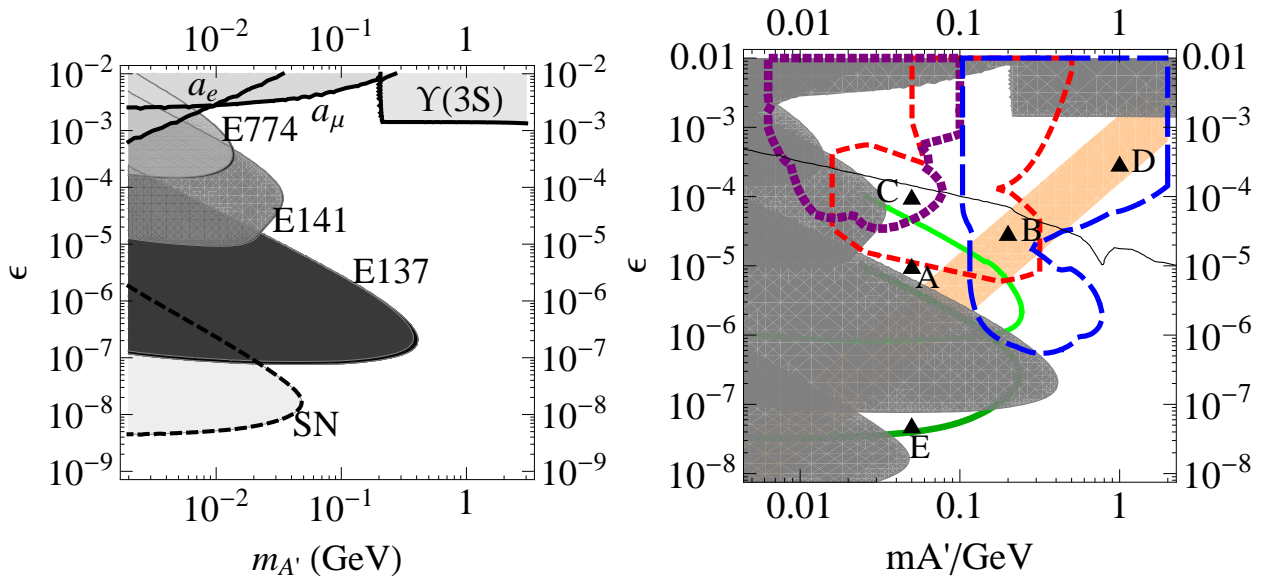 10⁻² 10⁻¹ 1
10⁻² 10⁻²
10⁻³ 10⁻³
10⁻⁴ 10⁻⁴
10⁻⁵ 10⁻⁵
10⁻⁶ 10⁻⁶
10⁻⁷ 10⁻⁷
10⁻⁸ 10⁻⁸
10⁻⁹ 10⁻⁹
ϵ
a_e
a_μ
ϒ(3S)
E774
E141
E137
SN
10⁻² 10⁻¹ 1
m_A' (GeV)
0.01 0.1 1
0.01 0.01
10⁻³ 10⁻³
10⁻⁴ 10⁻⁴
10⁻⁵ 10⁻⁵
10⁻⁶ 10⁻⁶
10⁻⁷ 10⁻⁷
10⁻⁸ 10⁻⁸
ϵ
D
C
B
A
E
0.01 0.1 1
mA'/GeV